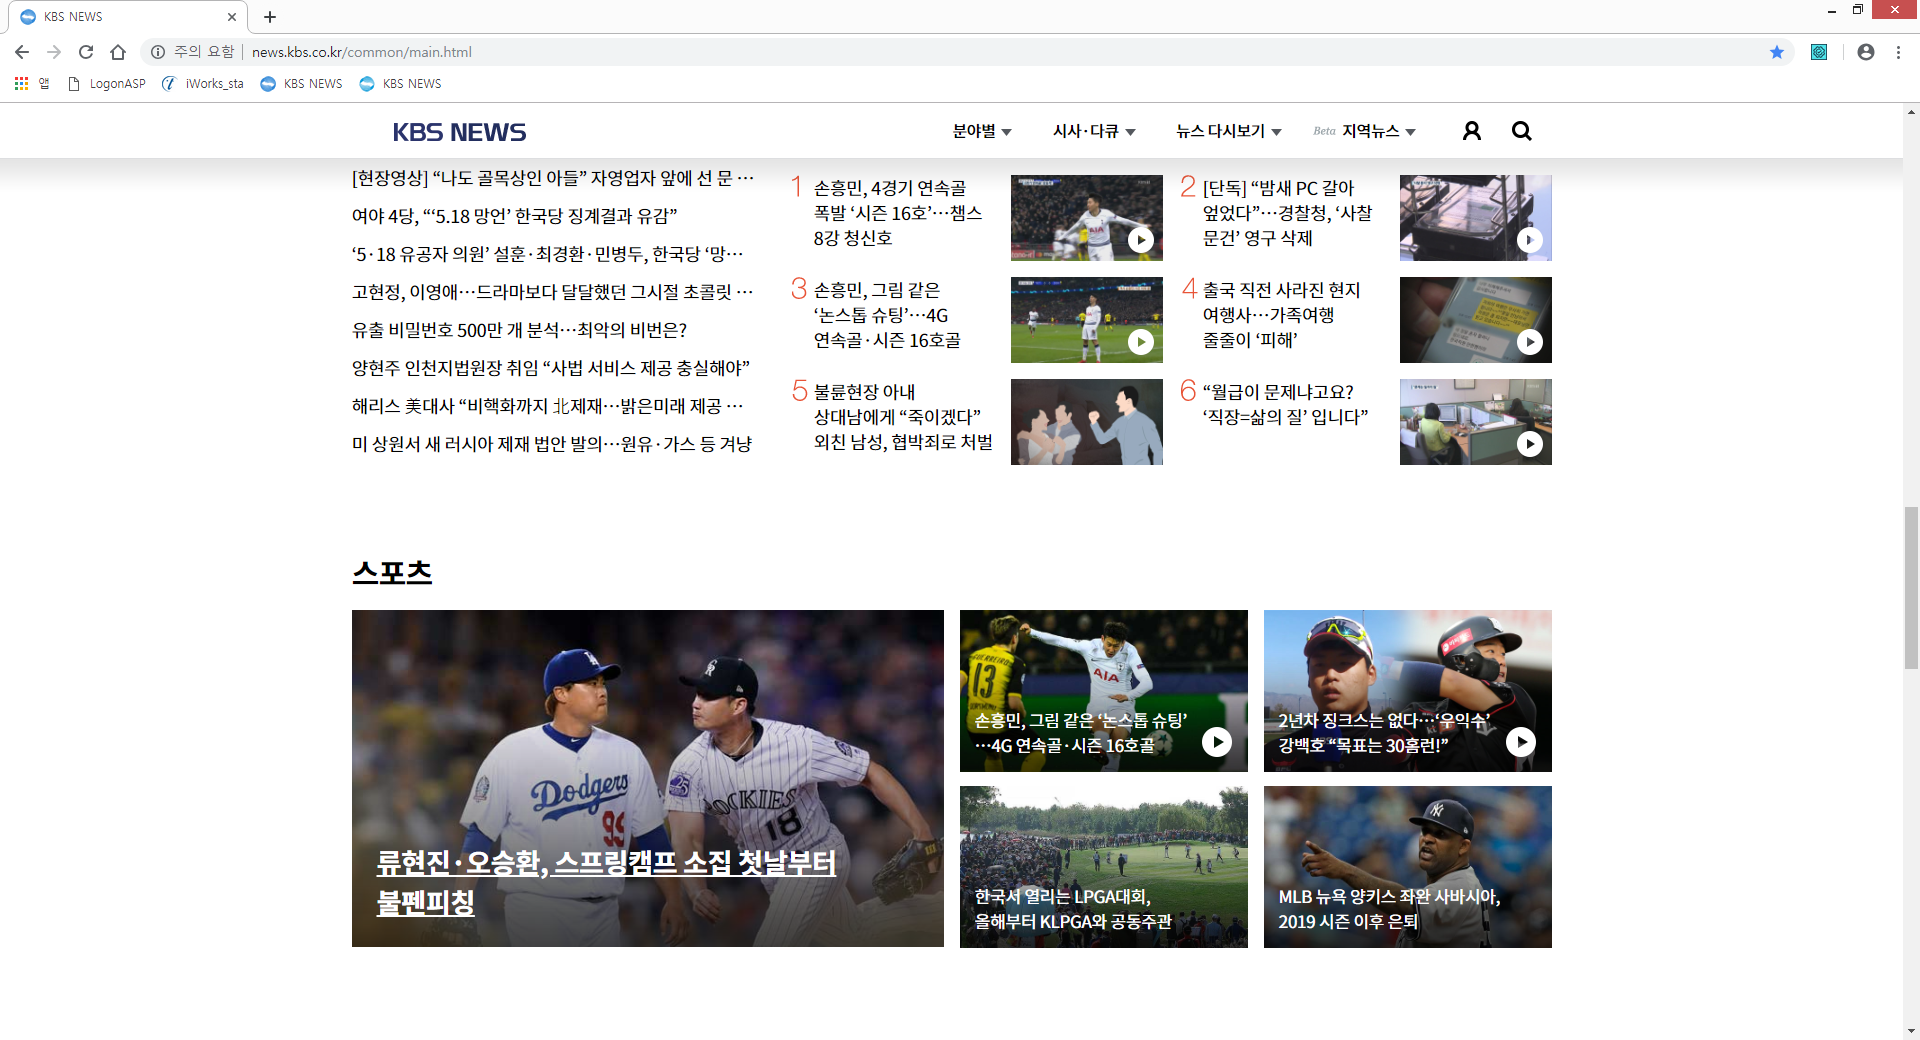 KBS NEWS
주의 요함
news.kbs.co.kr/common/main.html
앱
LogonASP
iWorks_sta
KBS NEWS
KBS NEWS
KBS NEWS
분야별
시사·다큐
뉴스 다시보기
Beta 지역뉴스
[현장영상] “나도 골목상인 아들” 자영업자 앞에 선 문 …
여야 4당, “‘5.18 망언’ 한국당 징계결과 유감”
‘5·18 유공자 의원’ 설훈·최경환·민병두, 한국당 ‘망…
고현정, 이영애…드라마보다 달달했던 그시절 초콜릿 …
유출 비밀번호 500만 개 분석…최악의 비번은?
양현주 인천지법원장 취임 “사법 서비스 제공 충실해야”
해리스 美대사 “비핵화까지 北제재…밝은미래 제공 …
미 상원서 새 러시아 제재 법안 발의…원유·가스 등 겨냥
1 손흥민, 4경기 연속골
폭발 ‘시즌 16호’…챔스
8강 청신호
2 [단독] “밤새 PC 갈아
엎었다”…경찰청, ‘사찰
문건’ 영구 삭제
3 손흥민, 그림 같은
‘논스톱 슈팅’…4G
연속골·시즌 16호골
4 출국 직전 사라진 현지
여행사…가족여행
줄줄이 ‘피해’
5 불륜현장 아내
상대남에게 “죽이겠다”
외친 남성, 협박죄로 처벌
6 “월급이 문제냐고요?
‘직장=삶의 질’ 입니다”
스포츠
LA
CR
Dodgers
99
25
ROCKIES
18
류현진·오승환, 스프링캠프 소집 첫날부터
불펜피칭
GUERREIRO
13
AIA
손흥민, 그림 같은 ‘논스톱 슈팅’
…4G 연속골·시즌 16호골
2년차 징크스는 없다…‘우익수’
강백호 “목표는 30홈런!”
한국서 열리는 LPGA대회,
올해부터 KLPGA와 공동주관
NY
MLB 뉴욕 양키스 좌완 사바시아,
2019 시즌 이후 은퇴